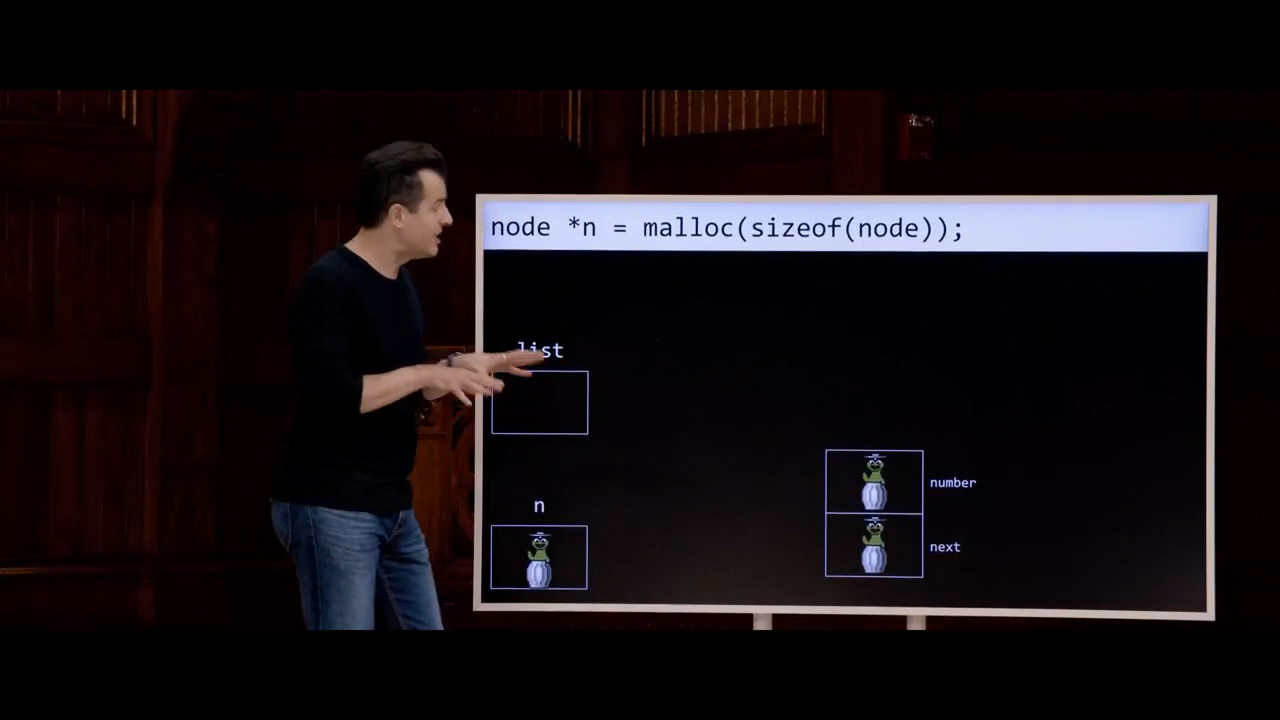 node *n = malloc(sizeof(node));
list
number
n
next